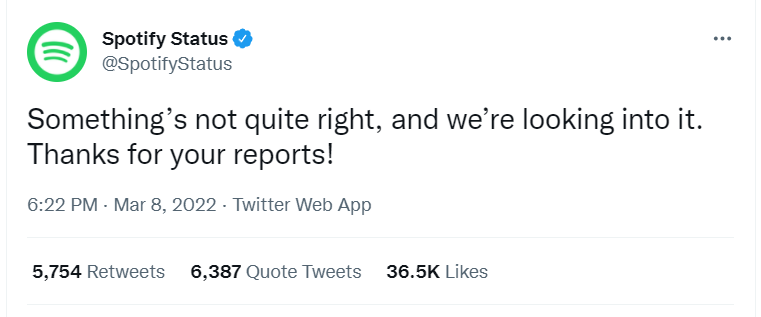 Spotify Status
@SpotifyStatus
Something’s not quite right, and we’re looking into it.
Thanks for your reports!
6:22 PM · Mar 8, 2022 · Twitter Web App
5,754 Retweets 6,387 Quote Tweets 36.5K Likes